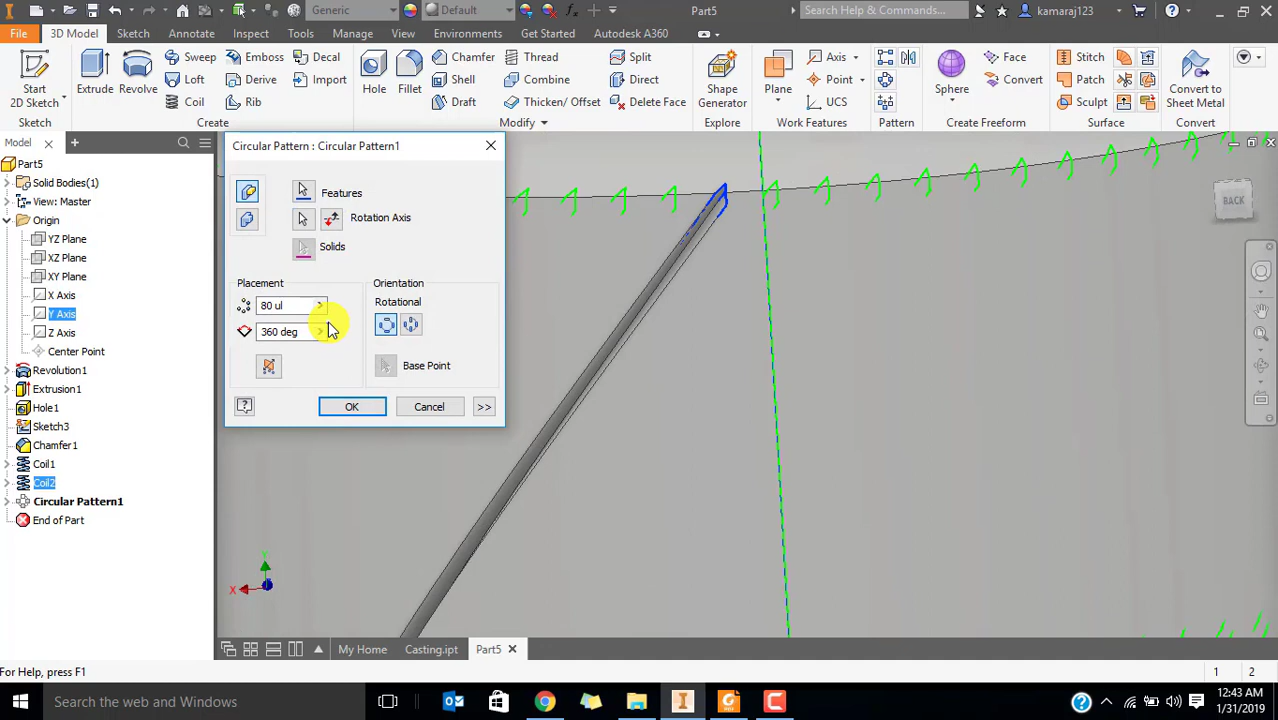 Generic
Default
Part5
Search Help & Commands...
kamaraj123
File
3D Model
Sketch
Annotate
Inspect
Tools
Manage
View
Environments
Get Started
Autodesk A360
Start
2D Sketch
Extrude
Revolve
Sweep
Loft
Coil
Emboss
Derive
Rib
Decal
Import
Create
Hole
Fillet
Chamfer
Shell
Draft
Thread
Combine
Thicken/ Offset
Split
Direct
Delete Face
Modify
Shape
Generator
Explore
Plane
Axis
Point
UCS
Work Features
Pattern
Sphere
Face
Convert
Create Freeform
Stitch
Patch
Sculpt
Surface
Convert to
Sheet Metal
Convert
Model
Part5
Solid Bodies(1)
View: Master
Origin
YZ Plane
XZ Plane
XY Plane
X Axis
Y Axis
Z Axis
Center Point
Revolution1
Extrusion1
Hole1
Sketch3
Chamfer1
Coil1
Coil2
Circular Pattern1
End of Part
Circular Pattern : Circular Pattern1
Features
Rotation Axis
Solids
Placement
80 ul
360 deg
Orientation
Rotational
Base Point
OK
Cancel
>>
BACK
Y
X
My Home
Casting.ipt
Part5
For Help, press F1
1
2
Search the web and Windows
12:43 AM
1/31/2019